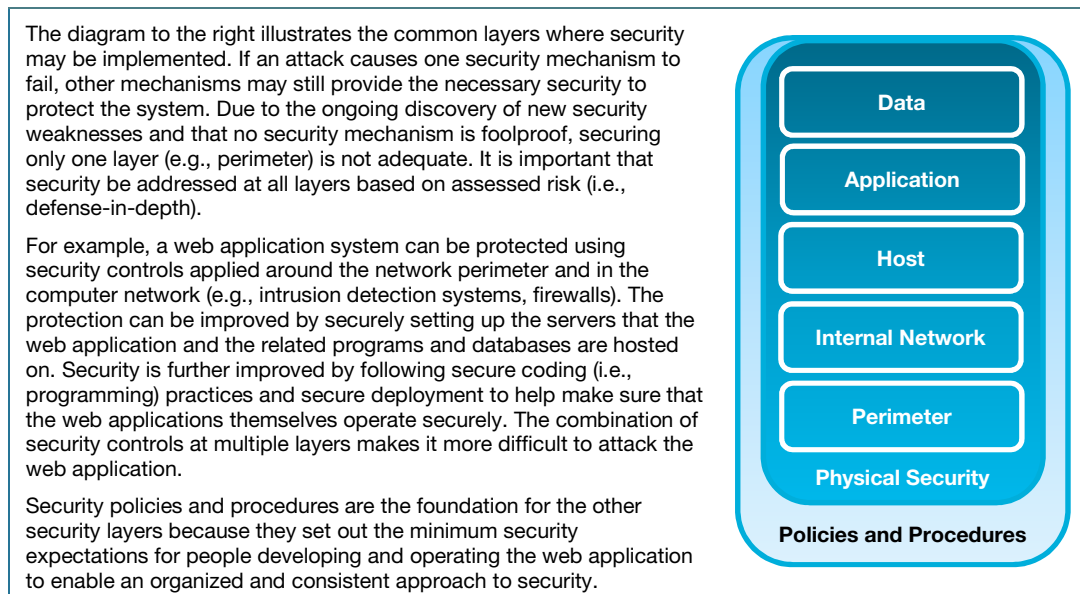 The diagram to the right illustrates the common layers where security
may be implemented. If an attack causes one security mechanism to
fail, other mechanisms may still provide the necessary security to
protect the system. Due to the ongoing discovery of new security
weaknesses and that no security mechanism is foolproof, securing
only one layer (e.g., perimeter) is not adequate. It is important that
security be addressed at all layers based on assessed risk (i.e.,
defense-in-depth).
For example, a web application system can be protected using
security controls applied around the network perimeter and in the
computer network (e.g., intrusion detection systems, firewalls). The
protection can be improved by securely setting up the servers that the
web application and the related programs and databases are hosted
on. Security is further improved by following secure coding (i.e.,
programming) practices and secure deployment to help make sure that
the web applications themselves operate securely. The combination of
security controls at multiple layers makes it more difficult to attack the
web application.
Security policies and procedures are the foundation for the other
security layers because they set out the minimum security
expectations for people developing and operating the web application
to enable an organized and consistent approach to security.
Data
Application
Host
Internal Network
Perimeter
Physical Security
Policies and Procedures